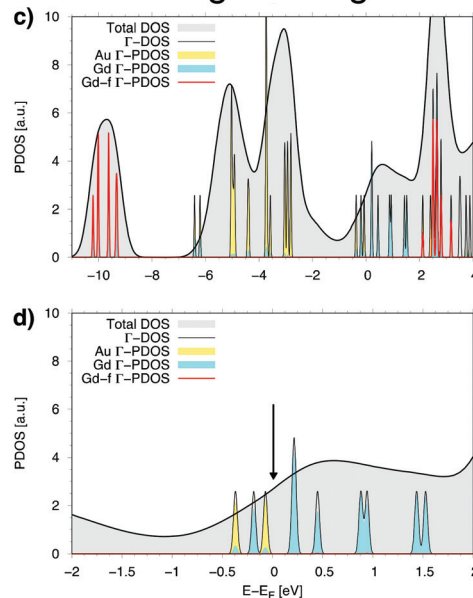 c)
10
8
6
4
2
0
PDOS [a.u.]
Total DOS
Γ-DOS
Au Γ-PDOS
Gd Γ-PDOS
Gd-f Γ-PDOS
-10 -8 -6 -4 -2 0 2 4
d)
10
8
6
4
2
0
PDOS [a.u.]
Total DOS
Γ-DOS
Au Γ-PDOS
Gd Γ-PDOS
Gd-f Γ-PDOS
-2 -1.5 -1 -0.5 0 0.5 1 1.5 2
E-E_F [eV]